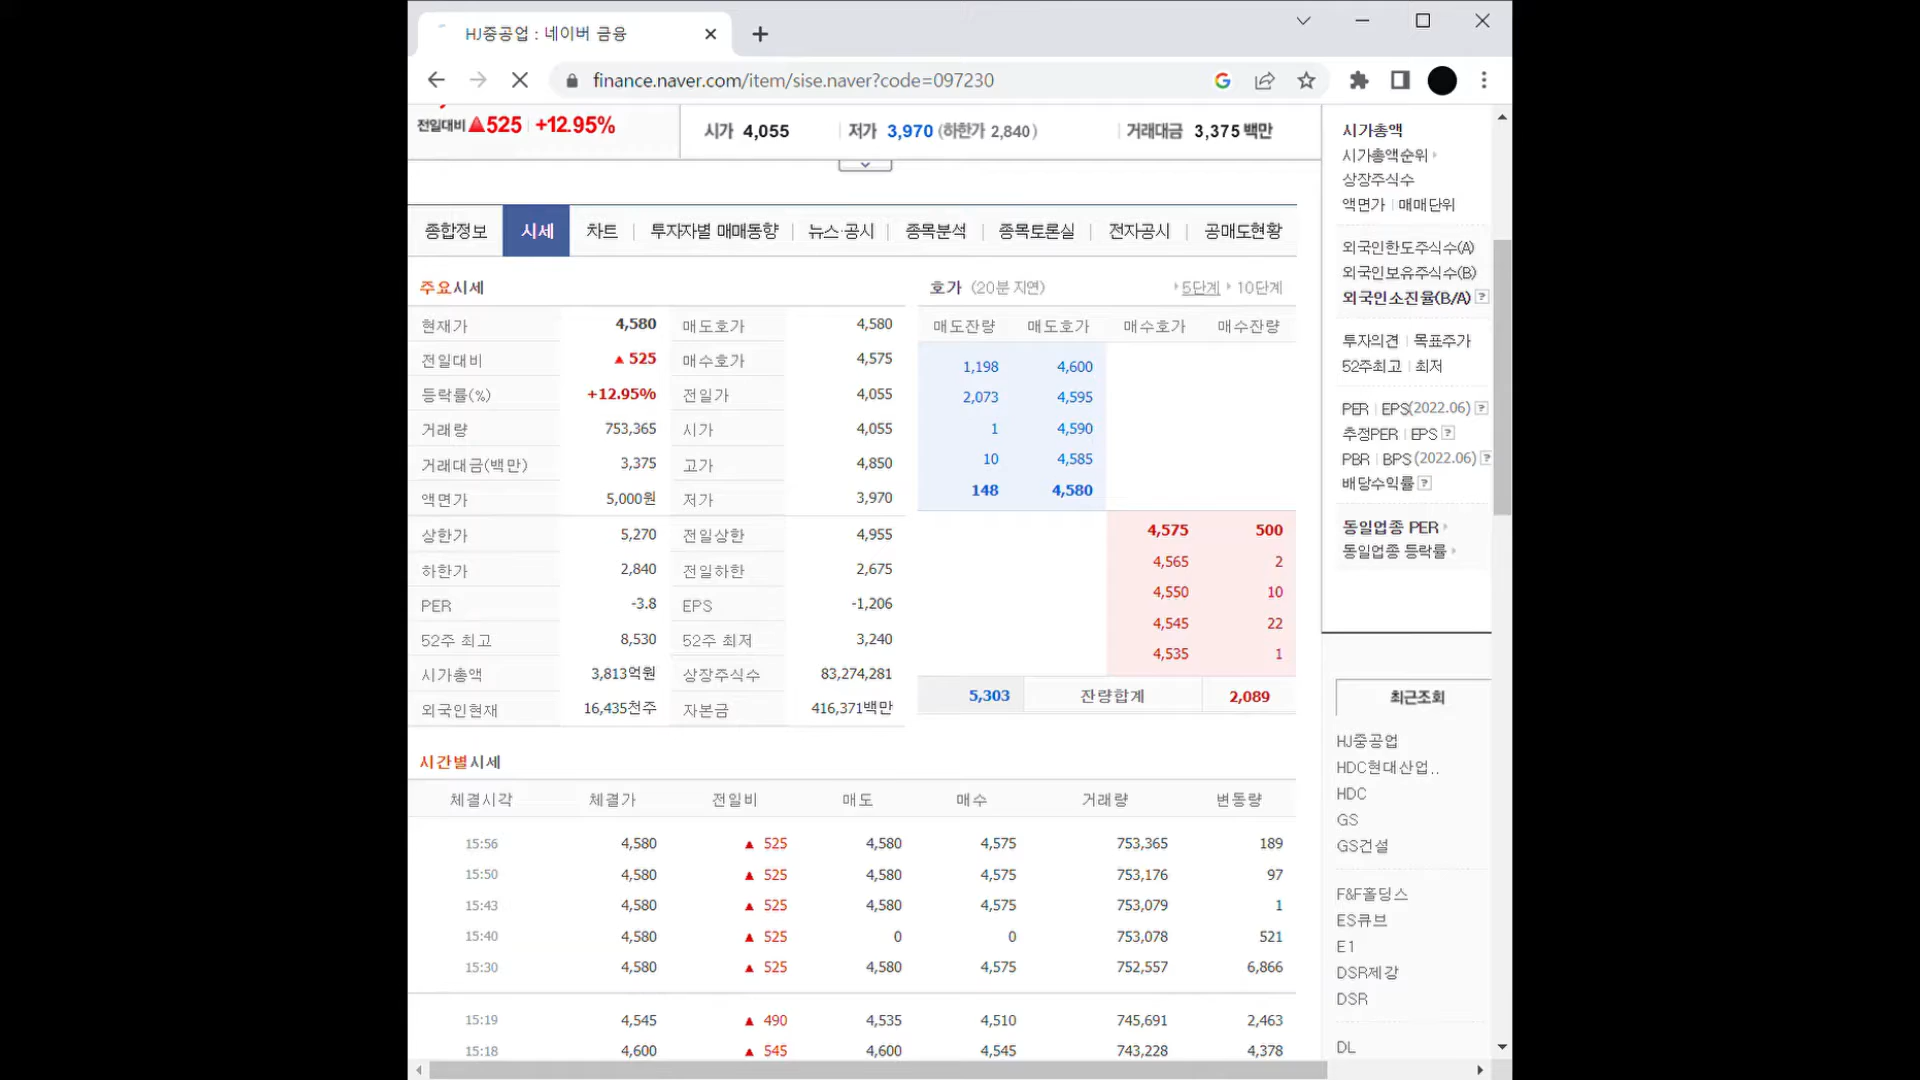 HJ중공업 : 네이버 금융
finance.naver.com/item/sise.naver?code=097230
전일대비 ▲525 +12.95%
시가 4,055 저가 3,970 (하한가 2,840) 거래대금 3,375 백만
종합정보 시세 차트 투자자별 매매동향 뉴스·공시 종목분석 종목토론실 전자공시 공매도현황
주요시세
현재가 4,580 매도호가 4,580
전일대비 ▲ 525 매수호가 4,575
등락률(%) +12.95% 전일가 4,055
거래량 753,365 시가 4,055
거래대금(백만) 3,375 고가 4,850
액면가 5,000원 저가 3,970
상한가 5,270 전일상한 4,955
하한가 2,840 전일하한 2,675
PER -3.8 EPS -1,206
52주 최고 8,530 52주 최저 3,240
시가총액 3,813억원 상장주식수 83,274,281
외국인현재 16,435천주 자본금 416,371백만
호가 (20분 지연) 5단계 10단계
매도잔량 매도호가 매수호가 매수잔량
1,198 4,600
2,073 4,595
1 4,590
10 4,585
148 4,580
4,575 500
4,565 2
4,550 10
4,545 22
4,535 1
5,303 잔량합계 2,089
시간별시세
체결시각 체결가 전일비 매도 매수 거래량 변동량
15:56 4,580 ▲ 525 4,580 4,575 753,365 189
15:50 4,580 ▲ 525 4,580 4,575 753,176 97
15:43 4,580 ▲ 525 4,580 4,575 753,079 1
15:40 4,580 ▲ 525 0 0 753,078 521
15:30 4,580 ▲ 525 4,580 4,575 752,557 6,866
15:19 4,545 ▲ 490 4,535 4,510 745,691 2,463
15:18 4,600 ▲ 545 4,600 4,545 743,228 4,378
시가총액
시가총액순위
상장주식수
액면가 매매단위
외국인한도주식수(A)
외국인보유주식수(B)
외국인소진율(B/A) ?
투자의견 목표주가
52주최고 최저
PER EPS(2022.06) ?
추정PER EPS ?
PBR BPS(2022.06) ?
배당수익률 ?
동일업종 PER
동일업종 등락률
최근조회
HJ중공업
HDC현대산업..
HDC
GS
GS건설
F&F홀딩스
ES큐브
E1
DSR제강
DSR
DL